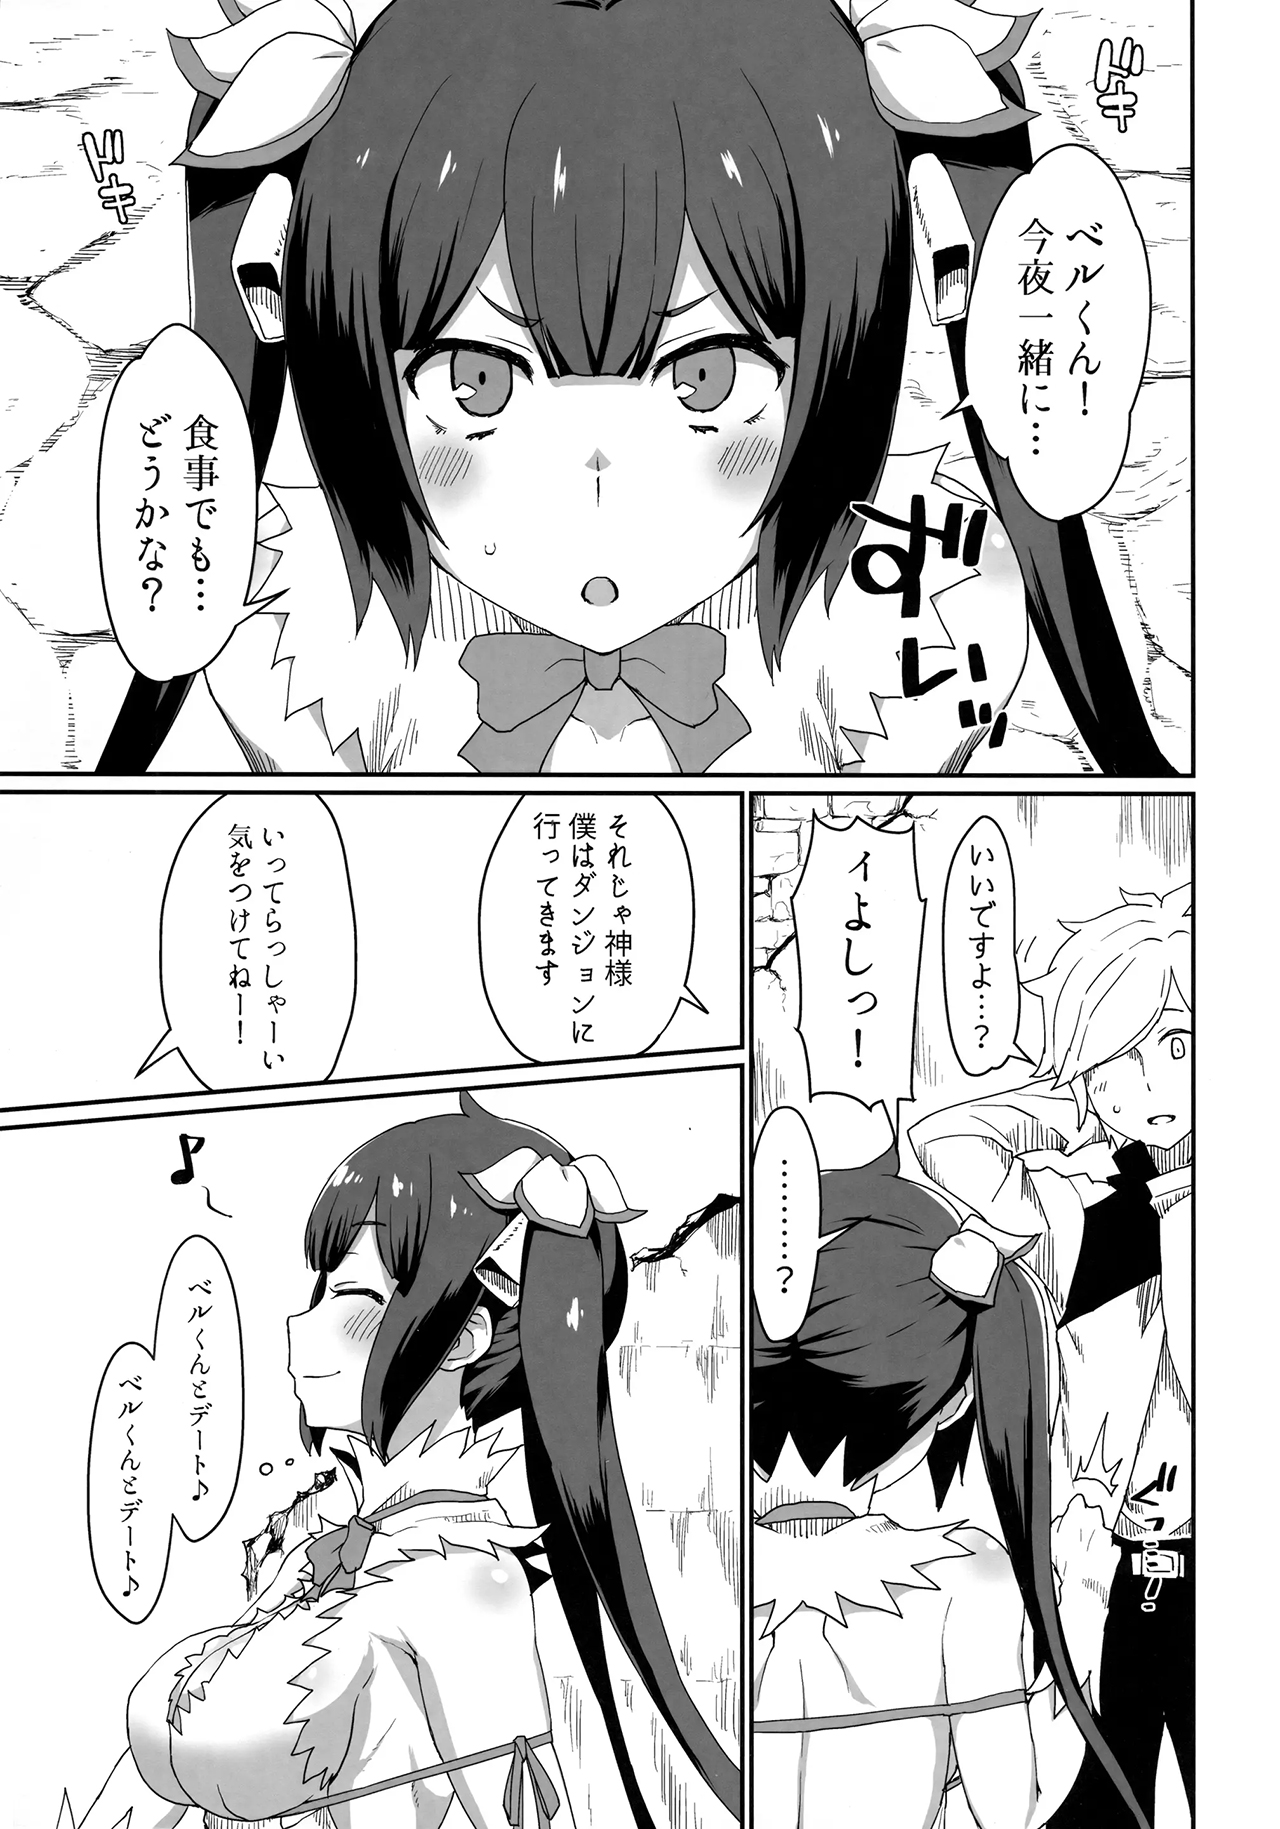 ドキ
ベルくん!
今夜一緒に…
ずいっ
ドキ
食事でも…
どうかな?
いいですよ…?
イよしっ!
………?
ぐっ
それじゃ神様
僕はダンジョンに
行ってきます
いってらっしゃーい
気をつけてねー!
♪
ベルくんとデート♪
ベルくんとデート♪